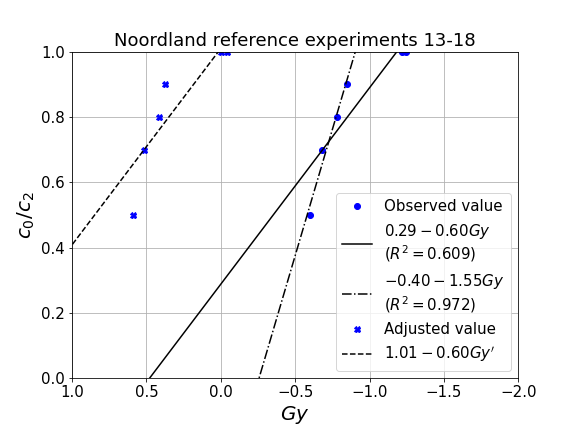 Noordland reference experiments 13-18
1.0
0.8
0.6
0.4
0.2
0.0
c₀/c₂
1.0 0.5 0.0 −0.5 −1.0 −1.5 −2.0
Gy
Observed value
0.29 − 0.60Gy
(R² = 0.609)
−0.40 − 1.55Gy
(R² = 0.972)
Adjusted value
1.01 − 0.60Gy′